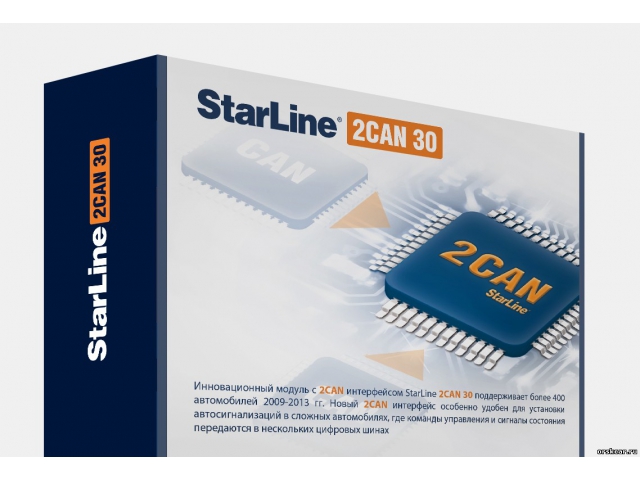 StarLine® 2CAN 30
StarLine 2CAN 30
CAN
2CAN
StarLine
Инновационный модуль с 2CAN интерфейсом StarLine 2CAN 30 поддерживает более 400
автомобилей 2009-2013 гг. Новый 2CAN интерфейс особенно удобен для установки
автосигнализаций в сложных автомобилях, где команды управления и сигналы состояния
передаются в нескольких цифровых шинах
orskcar.ru